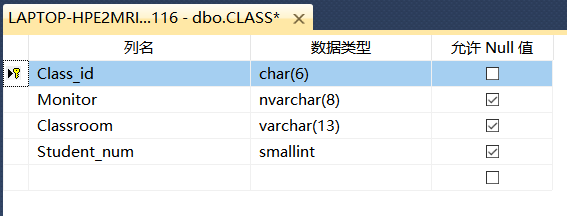 LAPTOP-HPE2MRI...116 - dbo.CLASS*
列名 数据类型 允许 Null 值
Class_id char(6)
Monitor nvarchar(8)
Classroom varchar(13)
Student_num smallint